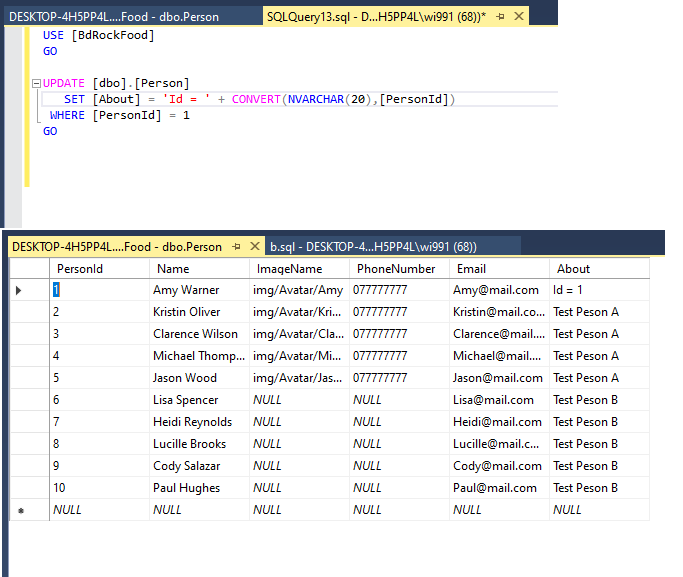 DESKTOP-4H5PP4L....Food - dbo.Person SQLQuery13.sql - D...H5PP4L\wi991 (68))*
USE [BdRockFood]
GO
UPDATE [dbo].[Person]
SET [About] = 'Id = ' + CONVERT(NVARCHAR(20),[PersonId])
WHERE [PersonId] = 1
GO
DESKTOP-4H5PP4L....Food - dbo.Person b.sql - DESKTOP-4...H5PP4L\wi991 (68))
PersonId Name ImageName PhoneNumber Email About
1 Amy Warner img/Avatar/Amy 077777777 Amy@mail.com Id = 1
2 Kristin Oliver img/Avatar/Kri... 077777777 Kristin@mail.co... Test Peson A
3 Clarence Wilson img/Avatar/Cla... 077777777 Clarence@mail.... Test Peson A
4 Michael Thomp... img/Avatar/Mi... 077777777 Michael@mail.... Test Peson A
5 Jason Wood img/Avatar/Jas... 077777777 Jason@mail.com Test Peson A
6 Lisa Spencer NULL NULL Lisa@mail.com Test Peson B
7 Heidi Reynolds NULL NULL Heidi@mail.com Test Peson B
8 Lucille Brooks NULL NULL Lucille@mail.c... Test Peson B
9 Cody Salazar NULL NULL Cody@mail.com Test Peson B
10 Paul Hughes NULL NULL Paul@mail.com Test Peson B
NULL NULL NULL NULL NULL NULL